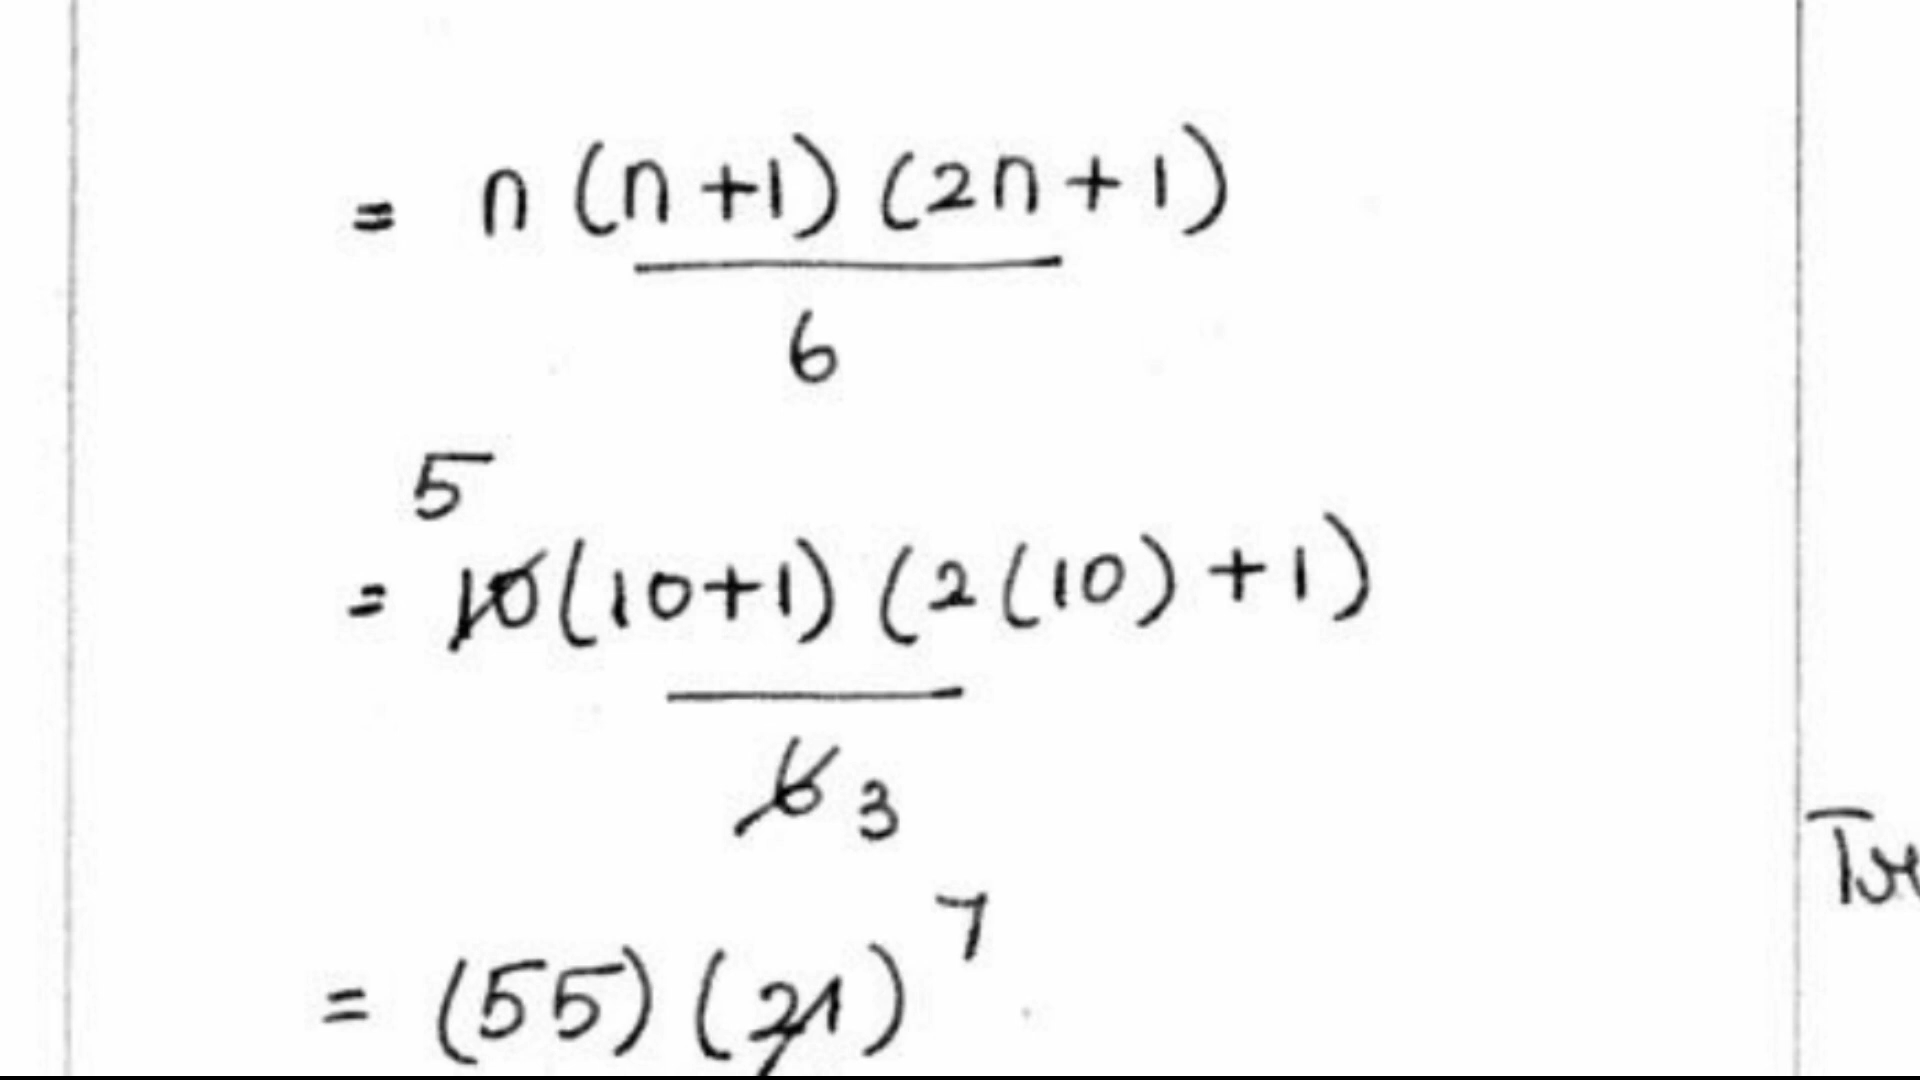 = n (n+1) (2n+1)
6
5
= 10(10+1) (2(10)+1)
6 3
7
= (55) (21)